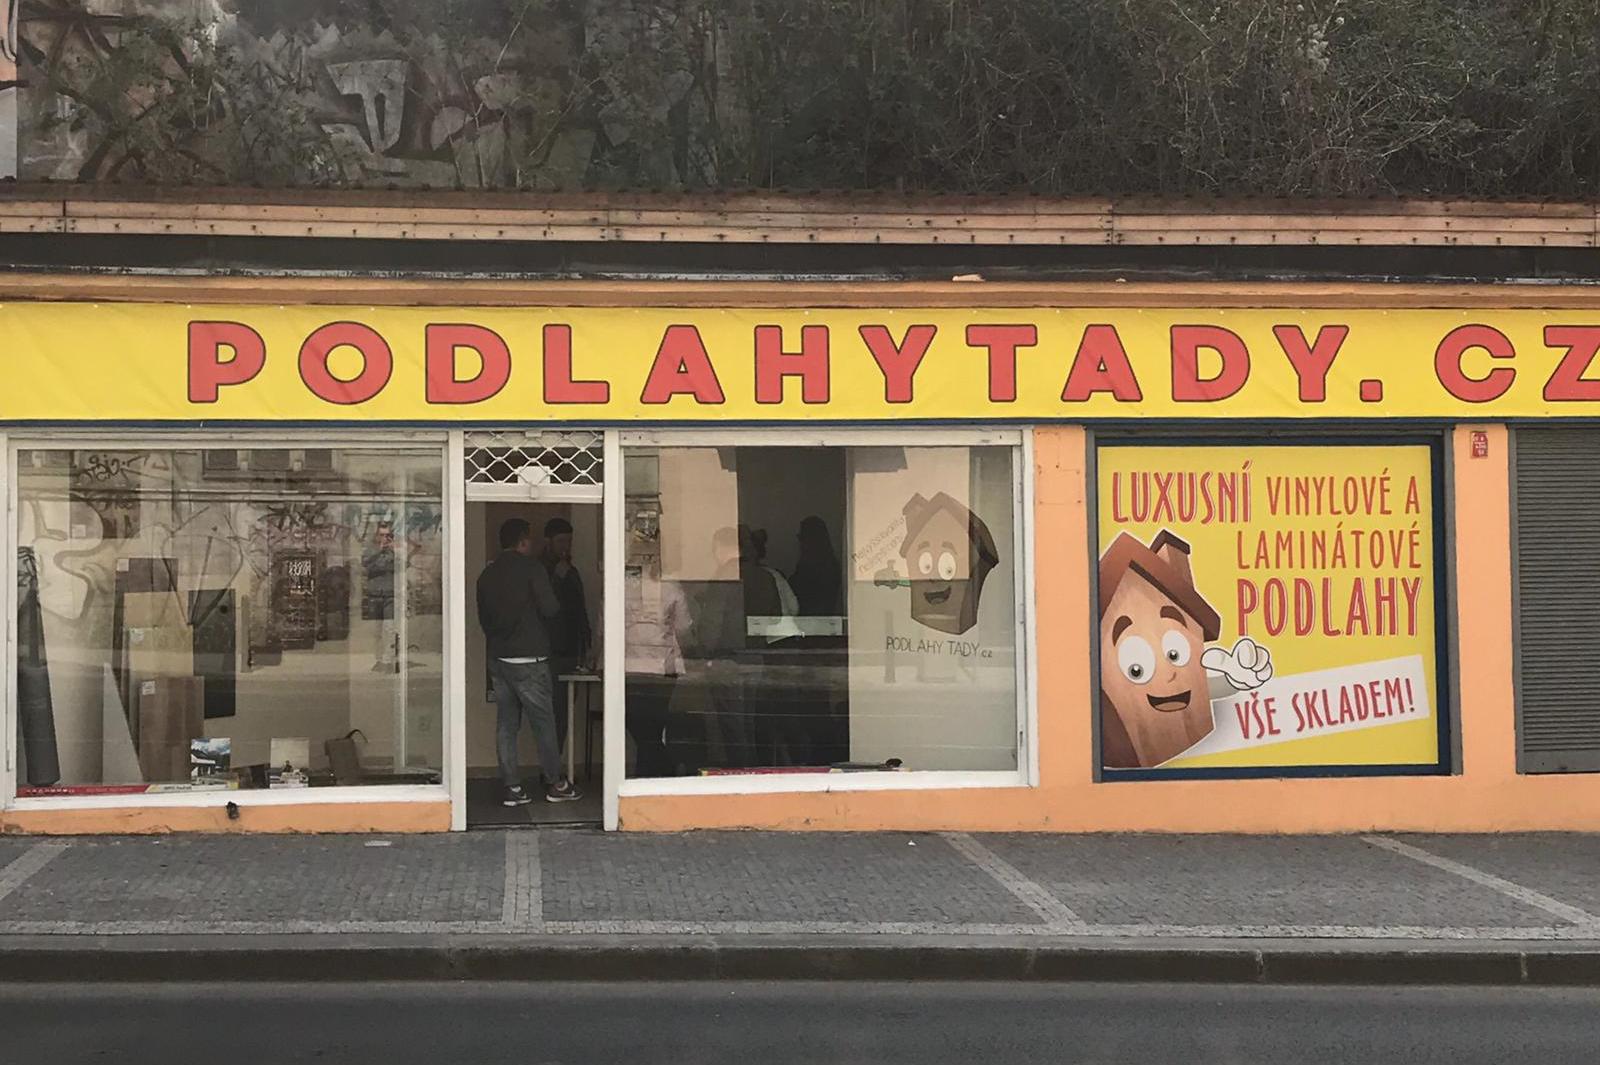 PODLAHYTADY.CZ
LUXUSNÍ VINYLOVÉ A
LAMINÁTOVÉ
PODLAHY
VŠE SKLADEM!
PODLAHY TADY.cz